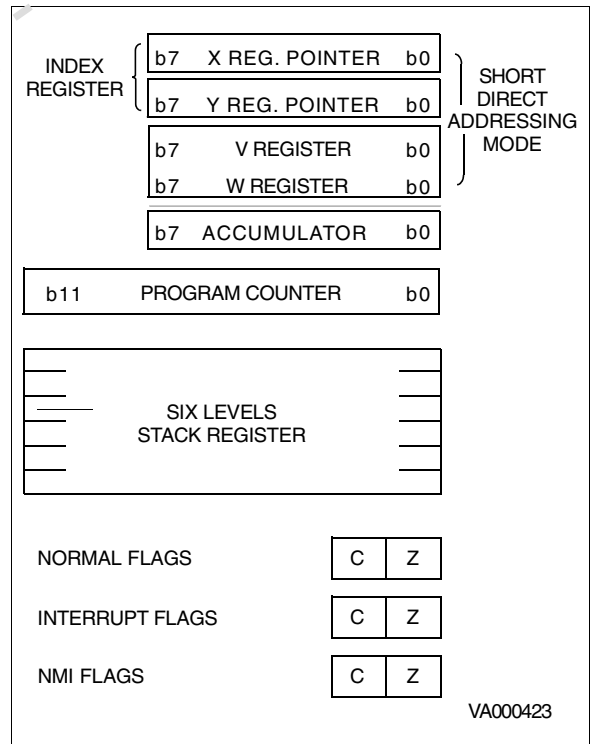 INDEX
REGISTER
b7 X REG. POINTER b0
b7 Y REG. POINTER b0
b7 V REGISTER b0
b7 W REGISTER b0
SHORT
DIRECT
ADDRESSING
MODE
b7 ACCUMULATOR b0
b11 PROGRAM COUNTER b0
SIX LEVELS
STACK REGISTER
NORMAL FLAGS C Z
INTERRUPT FLAGS C Z
NMI FLAGS C Z
VA000423